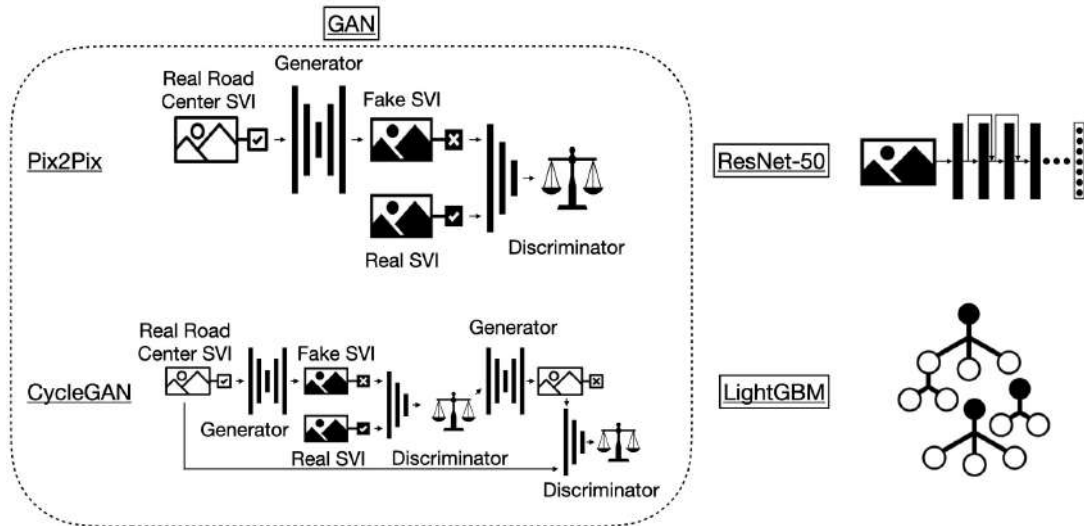 GAN
Generator
Real Road
Center SVI
Fake SVI
Pix2Pix
Real SVI
Discriminator
ResNet-50
Generator
Real Road
Center SVI
Fake SVI
CycleGAN
Generator
Real SVI
Discriminator
Discriminator
LightGBM